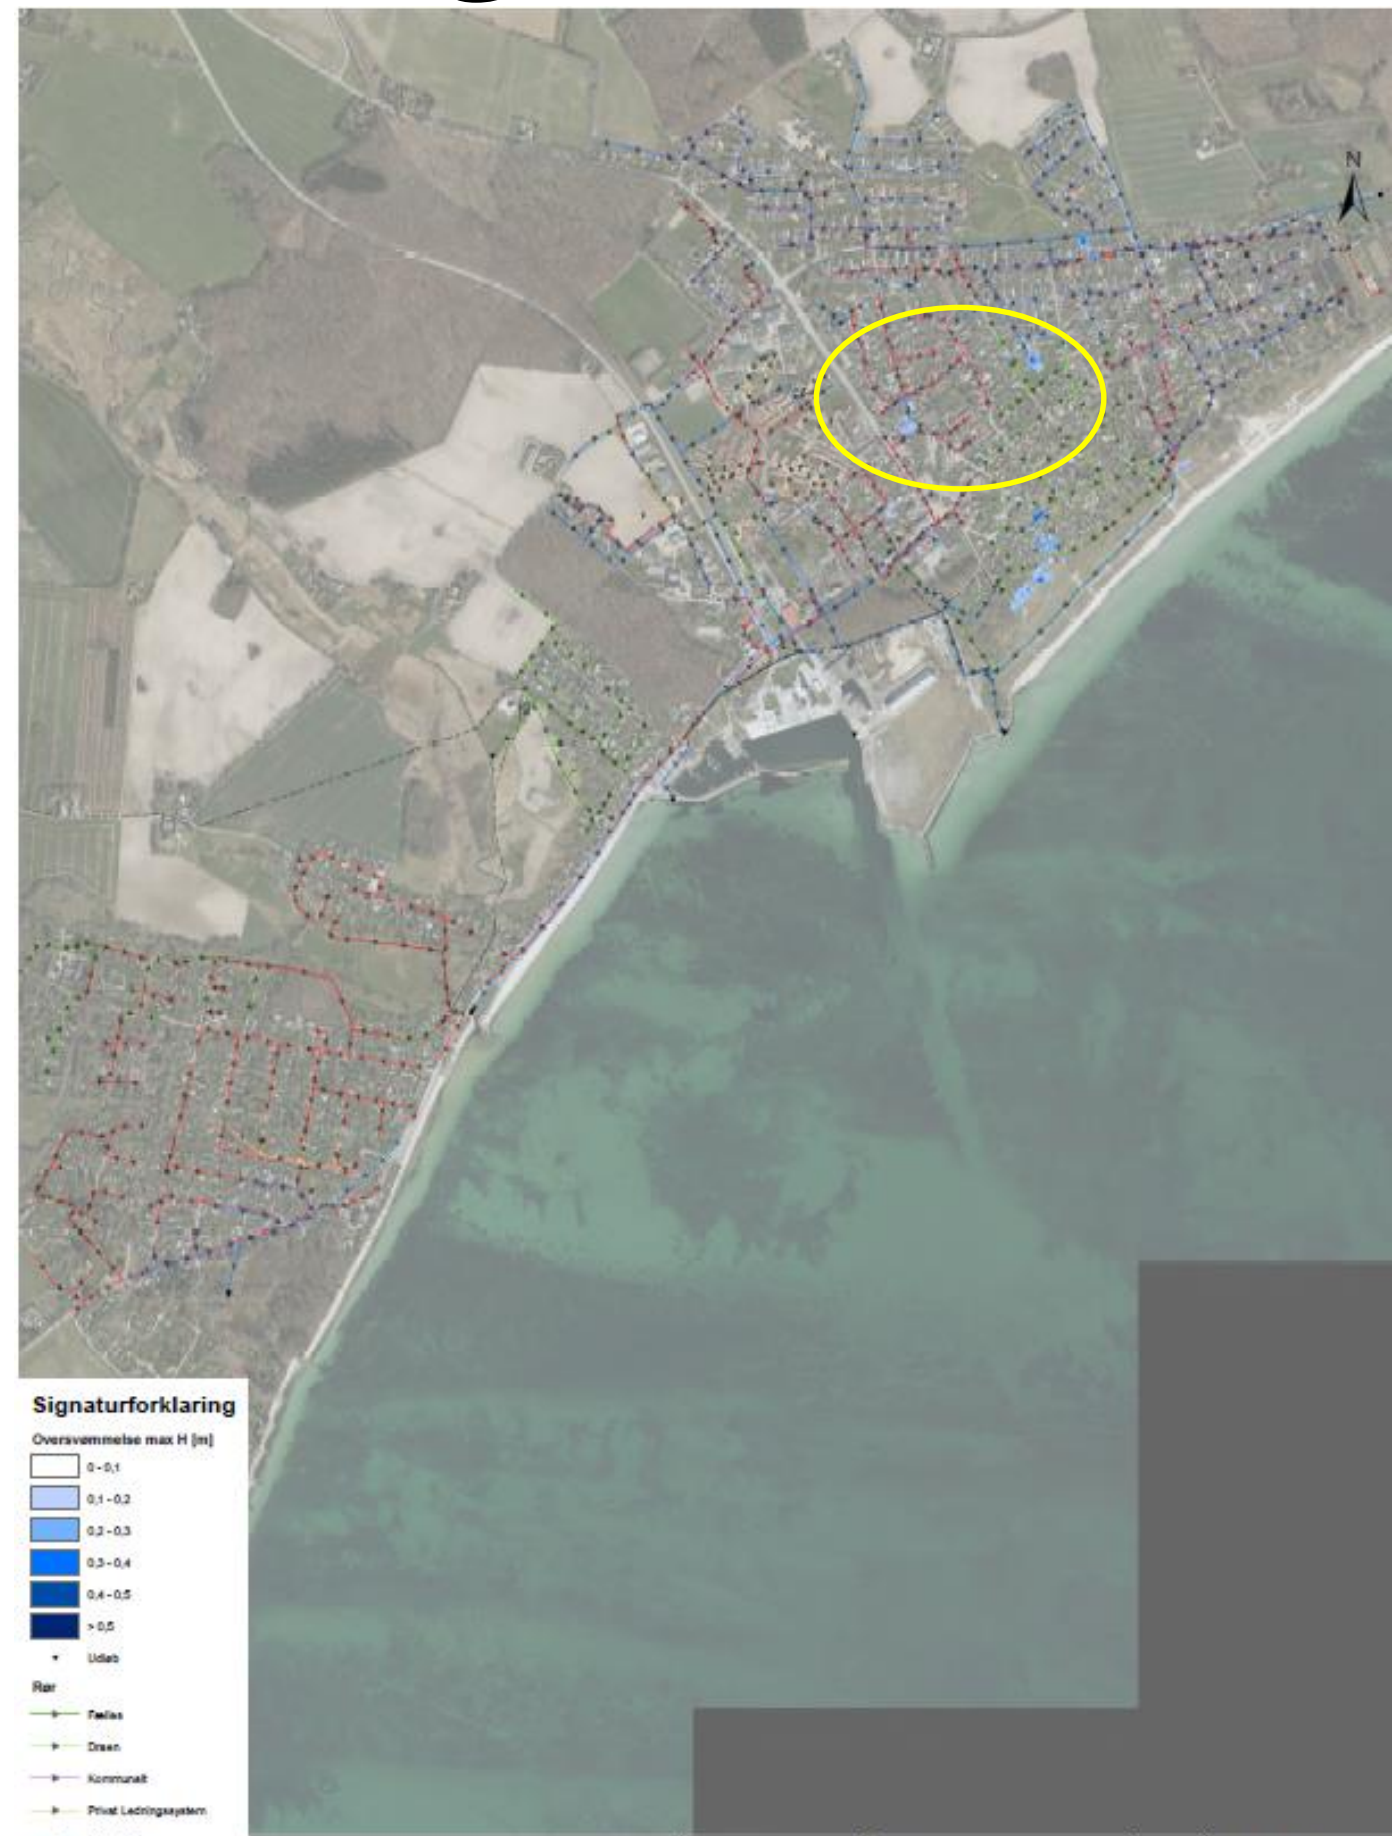 N
Signaturforklaring
Oversvømmelse max H [m]
0 - 0,1
0,1 - 0,2
0,2 - 0,3
0,3 - 0,4
0,4 - 0,5
> 0,5
Udløb
Rør
Fælles
Dræn
Kommunalt
Privat Ledningssystem